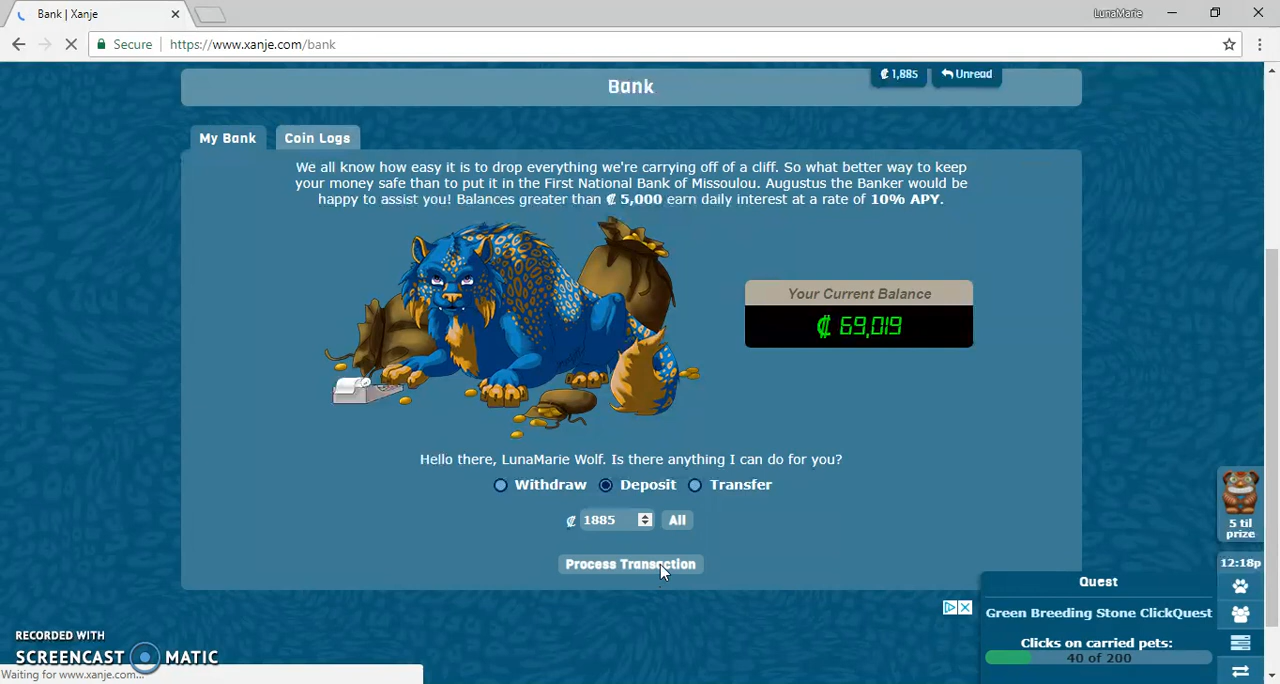 Bank | Xanje
LunaMarie
Secure
https://www.xanje.com/bank
₡ 1,885
Unread
Bank
My Bank
Coin Logs
We all know how easy it is to drop everything we're carrying off of a cliff. So what better way to keep
your money safe than to put it in the First National Bank of Missoulou. Augustus the Banker would be
happy to assist you! Balances greater than ₡ 5,000 earn daily interest at a rate of 10% APY.
Your Current Balance
₡ 69,019
Hello there, LunaMarie Wolf. Is there anything I can do for you?
Withdraw
Deposit
Transfer
₡ 1885
All
Process Transaction
5 til
prize
12:18p
Quest
Green Breeding Stone ClickQuest
Clicks on carried pets:
40 of 200
RECORDED WITH
SCREENCAST MATIC
Waiting for www.xanje.com...